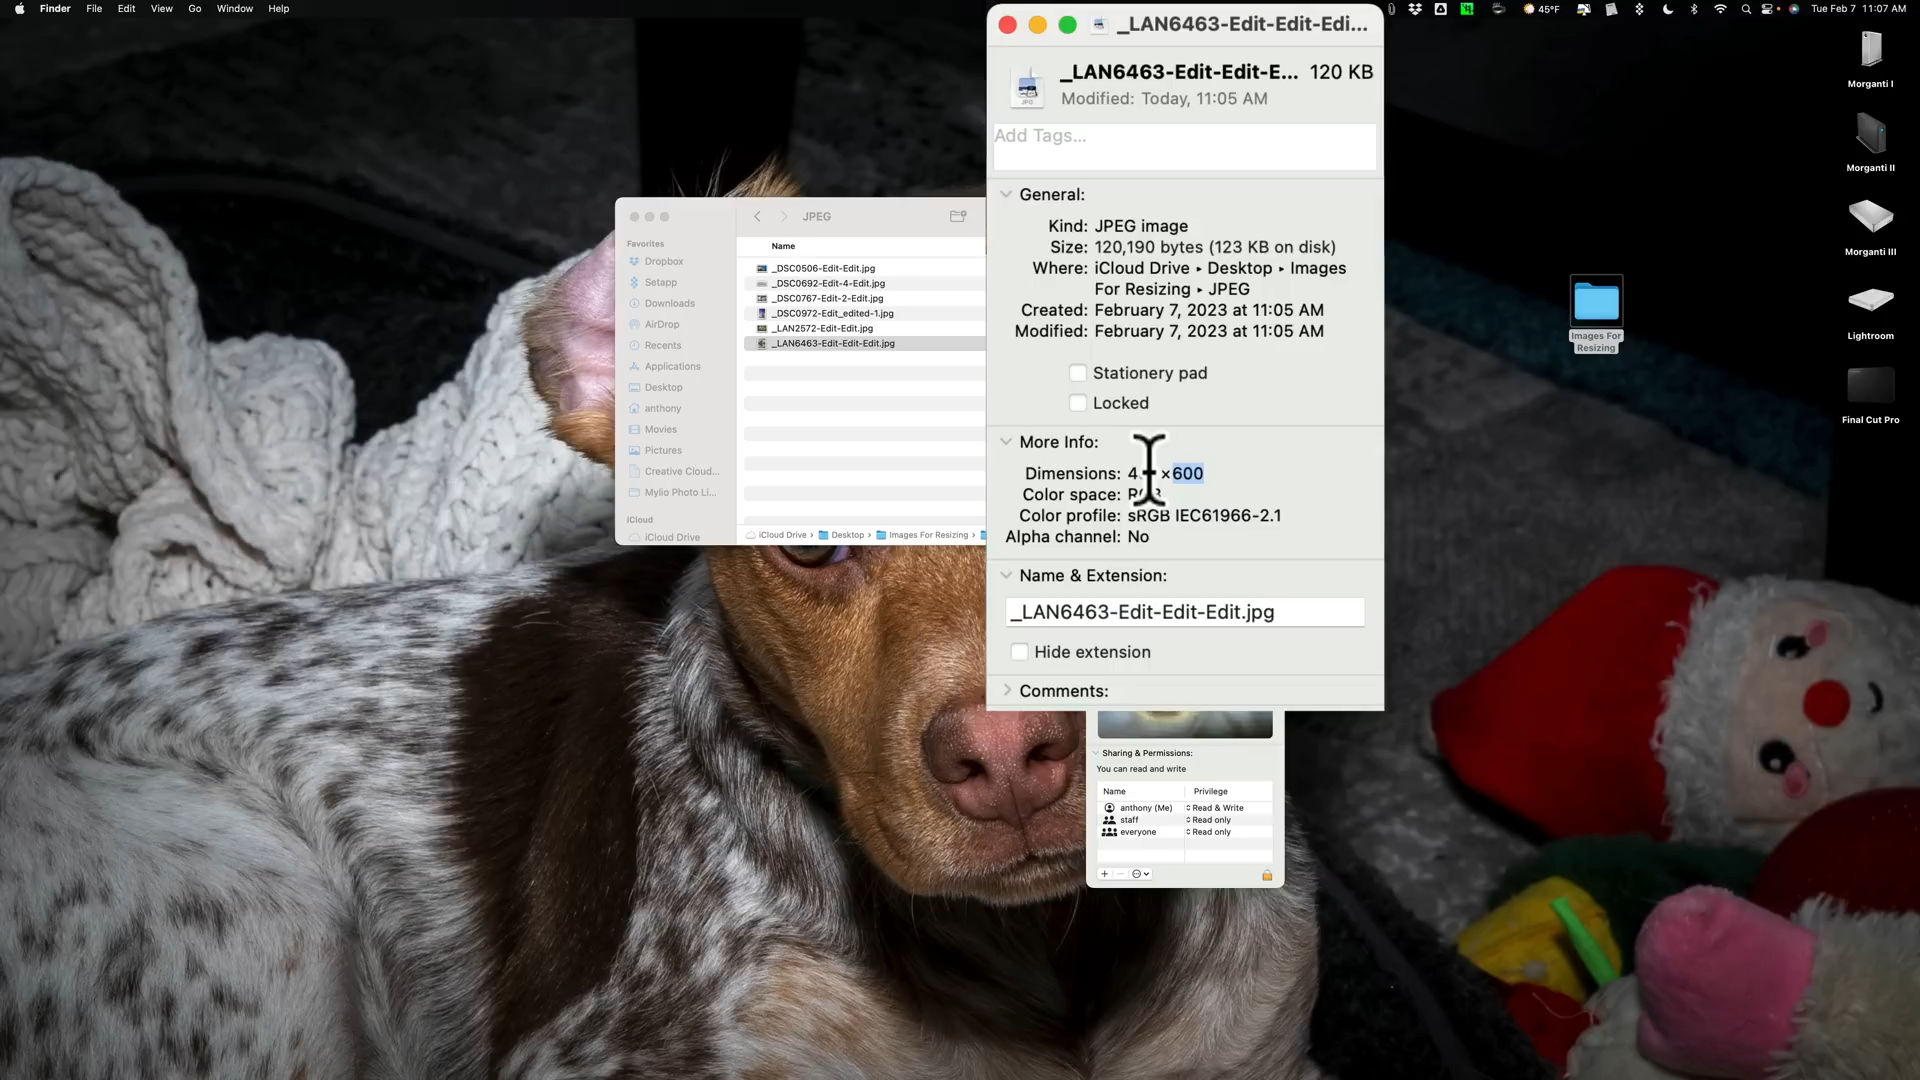 Finder File Edit View Go Window Help
45°F Tue Feb 7 11:07 AM
_LAN6463-Edit-Edit-Edi...
_LAN6463-Edit-Edit-E... 120 KB
Modified: Today, 11:05 AM
JPG
Add Tags...
General:
Kind: JPEG image
Size: 120,190 bytes (123 KB on disk)
Where: iCloud Drive ▸ Desktop ▸ Images
For Resizing ▸ JPEG
Created: February 7, 2023 at 11:05 AM
Modified: February 7, 2023 at 11:05 AM
Stationery pad
Locked
More Info:
Dimensions: 4 ×600
Color space:
Color profile: sRGB IEC61966-2.1
Alpha channel: No
Name & Extension:
_LAN6463-Edit-Edit-Edit.jpg
Hide extension
Comments:
JPEG
Favorites
Dropbox
Setapp
Downloads
AirDrop
Recents
Applications
Desktop
anthony
Movies
Pictures
Creative Cloud...
Mylio Photo Li...
iCloud
iCloud Drive
Name
_DSC0506-Edit-Edit.jpg
_DSC0692-Edit-4-Edit.jpg
_DSC0767-Edit-2-Edit.jpg
_DSC0972-Edit_edited-1.jpg
_LAN2572-Edit-Edit.jpg
_LAN6463-Edit-Edit-Edit.jpg
iCloud Drive › Desktop › Images For Resizing ›
Sharing & Permissions:
You can read and write
Name Privilege
anthony (Me) Read & Write
staff Read only
everyone Read only
Images For
Resizing
Morganti I
Morganti II
Morganti III
Lightroom
Final Cut Pro